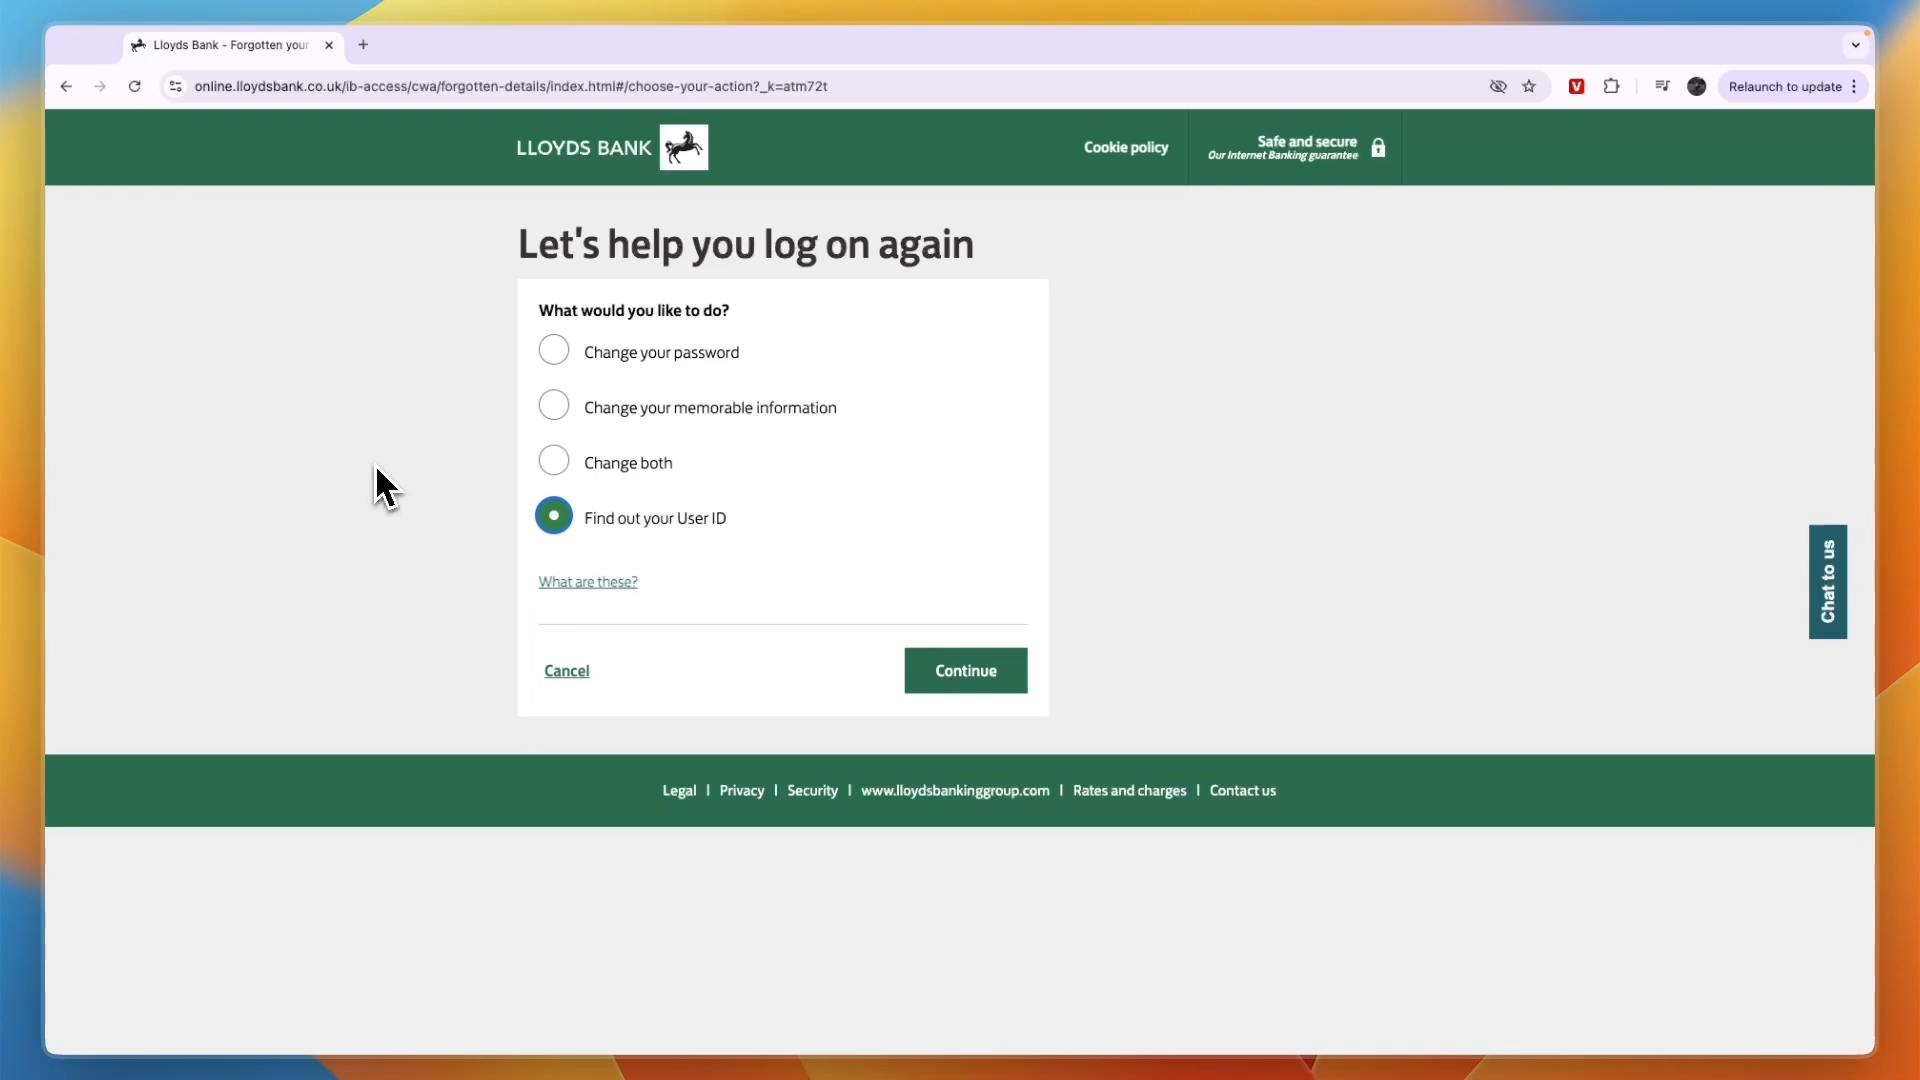 Lloyds Bank - Forgotten your
online.lloydsbank.co.uk/ib-access/cwa/forgotten-details/index.html#/choose-your-action?_k=atm72t
V
Relaunch to update
LLOYDS BANK
Cookie policy
Safe and secure
Our Internet Banking guarantee
Let's help you log on again
What would you like to do?
Change your password
Change your memorable information
Change both
Find out your User ID
What are these?
Cancel
Continue
Chat to us
Legal | Privacy | Security | www.lloydsbankinggroup.com | Rates and charges | Contact us